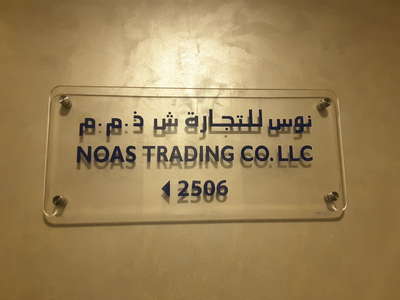 نوس للتجارة ش ذ.م.م
NOAS TRADING CO. LLC
◀ 2506